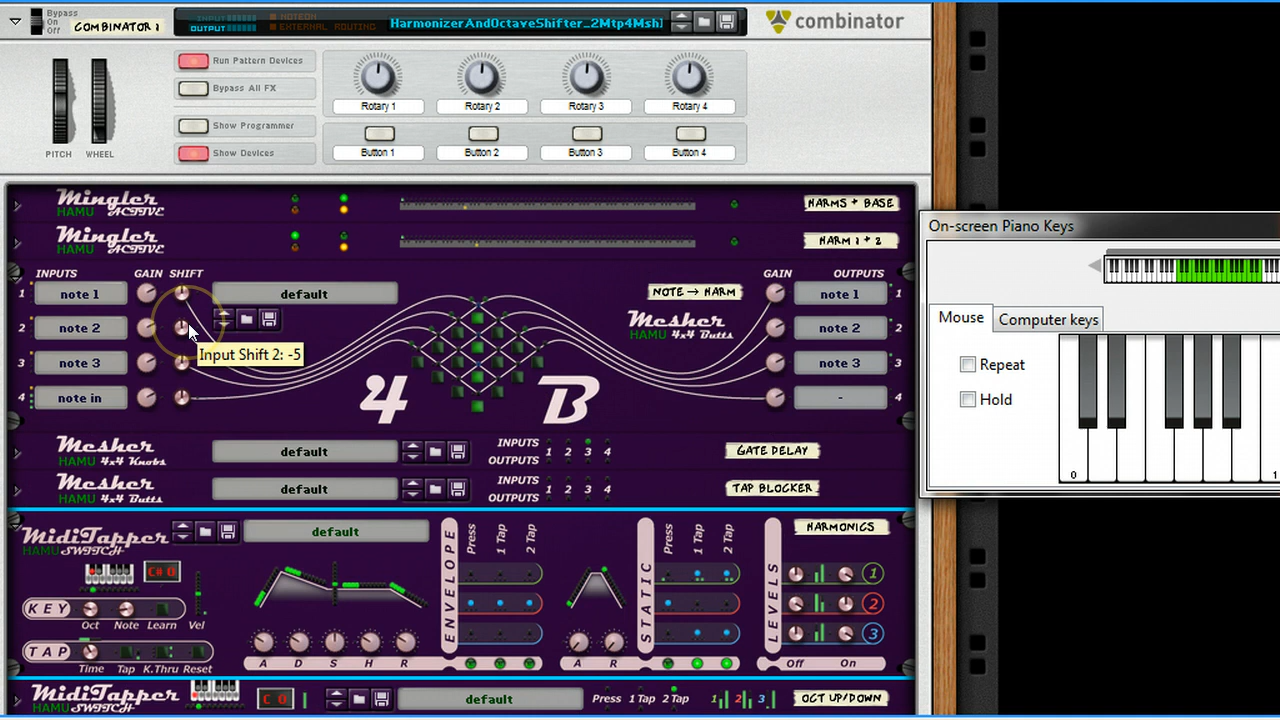 Bypass
On
Off
COMBINATOR 1
INPUT
OUTPUT
NOTEON
EXTERNAL ROUTING
HarmonizerAndOctaveShifter_2Mtp4Msh
combinator
Run Pattern Devices
Bypass All FX
Show Programmer
Show Devices
PITCH WHEEL
Rotary 1 Rotary 2 Rotary 3 Rotary 4
Button 1 Button 2 Button 3 Button 4
Mingler
HAMU ACTIVE
HARMS + BASE
Mingler
HAMU ACTIVE
HARM 1 + 2
INPUTS GAIN SHIFT GAIN OUTPUTS
1 note 1 default NOTE → HARM note 1 1
2 note 2 Mesher note 2 2
HAMU 4x4 Butts
Input Shift 2: -5
3 note 3 note 3 3
4 note in 4 B - 4
Mesher
HAMU 4x4 Knobs
default
INPUTS
OUTPUTS
1 2 3 4
GATE DELAY
Mesher
HAMU 4x4 Butts
default
INPUTS
OUTPUTS
1 2 3 4
TAP BLOCKER
MidiTapper
HAMU SWITCH
default
C# 0
KEY
Oct Note Learn Vel
TAP
Time Tap K.Thru Reset
A D S H R
ENVELOPE
Press 1 Tap 2 Tap
A R
STATIC
Press 1 Tap 2 Tap
LEVELS
HARMONICS
1
2
3
Off On
MidiTapper
HAMU SWITCH
C 0
default
Press 1 Tap 2 Tap
1 2 3
OCT UP/DOWN
On-screen Piano Keys
Mouse Computer keys
Repeat
Hold
0 1